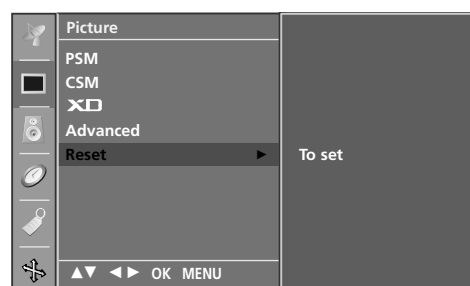 Picture
PSM
CSM
XD
Advanced
Reset ►
To set
▲▼ ◄► OK MENU